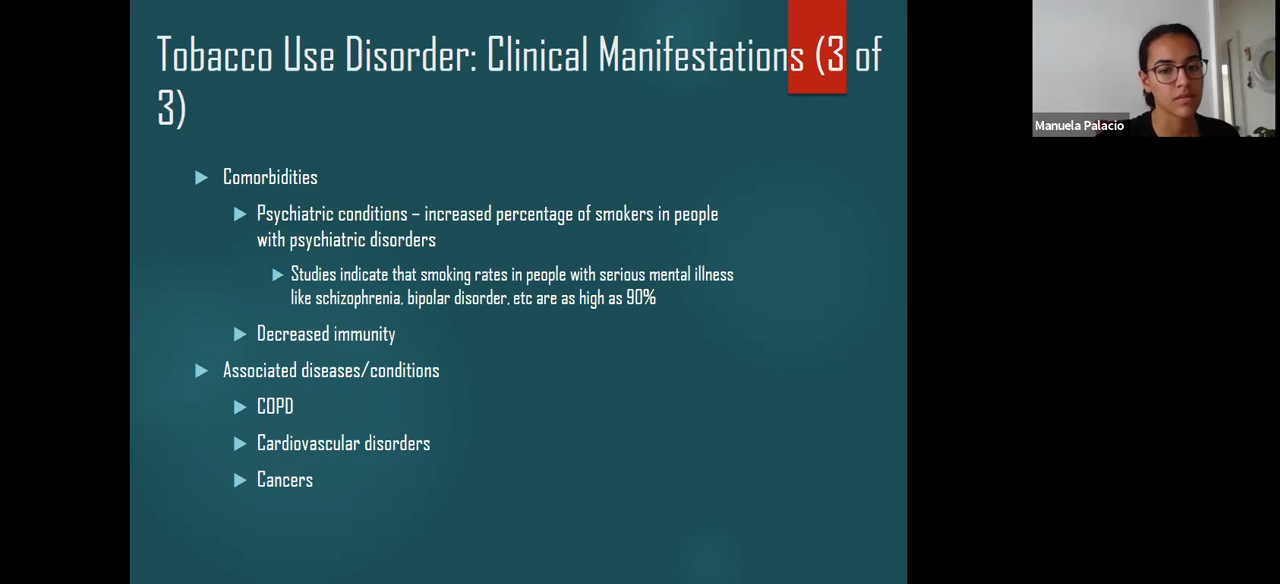 Tobacco Use Disorder: Clinical Manifestations (3 of
3)
Comorbidities
Psychiatric conditions – increased percentage of smokers in people
with psychiatric disorders
Studies indicate that smoking rates in people with serious mental illness
like schizophrenia, bipolar disorder, etc are as high as 90%
Decreased immunity
Associated diseases/conditions
COPD
Cardiovascular disorders
Cancers
Manuela Palacio